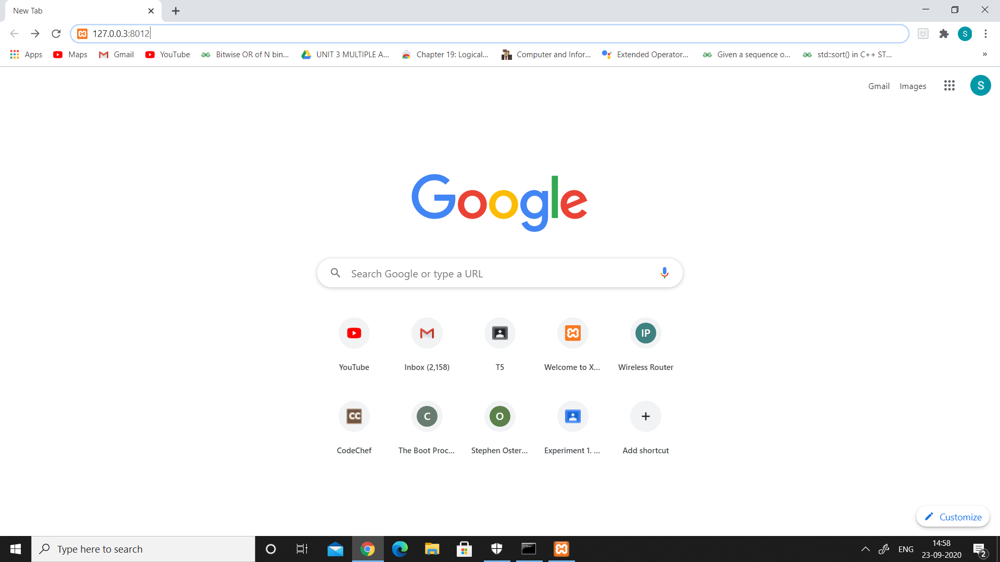 New Tab
127.0.0.3:8012
Apps Maps Gmail YouTube Bitwise OR of N bin... UNIT 3 MULTIPLE A... Chapter 19: Logical... Computer and Infor... Extended Operator... Given a sequence o... std::sort() in C++ ST... »
S
Gmail Images S
Google
Search Google or type a URL
IP
YouTube Inbox (2,158) T5 Welcome to X... Wireless Router
CC C O
CodeChef The Boot Proc... Stephen Oster... Experiment 1. ... Add shortcut
Customize
Type here to search
ENG
14:58
23-09-2020
2